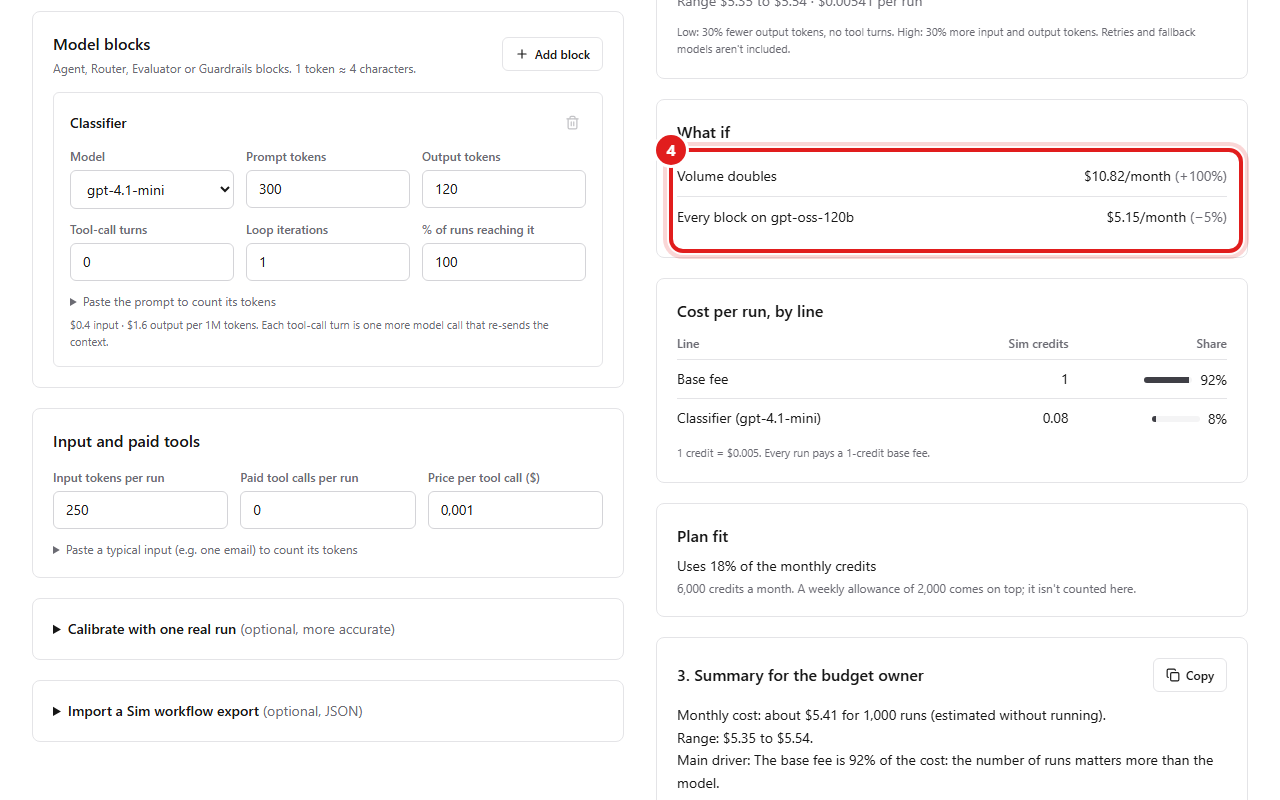 Model blocks
Agent, Router, Evaluator or Guardrails blocks. 1 token ≈ 4 characters.
+ Add block
Classifier
Model
Prompt tokens
Output tokens
gpt-4.1-mini
300
120
Tool-call turns
Loop iterations
% of runs reaching it
0
1
100
Paste the prompt to count its tokens
$0.4 input · $1.6 output per 1M tokens. Each tool-call turn is one more model call that re-sends the
context.
Input and paid tools
Input tokens per run
Paid tool calls per run
Price per tool call ($)
250
0
0,001
Paste a typical input (e.g. one email) to count its tokens
Calibrate with one real run (optional, more accurate)
Import a Sim workflow export (optional, JSON)
Range $5.35 to $5.54 · $0.00541 per run
Low: 30% fewer output tokens, no tool turns. High: 30% more input and output tokens. Retries and fallback
models aren't included.
What if
4
Volume doubles
$10.82/month (+100%)
Every block on gpt-oss-120b
$5.15/month (−5%)
Cost per run, by line
Line
Sim credits
Share
Base fee
1
92%
Classifier (gpt-4.1-mini)
0.08
8%
1 credit = $0.005. Every run pays a 1-credit base fee.
Plan fit
Uses 18% of the monthly credits
6,000 credits a month. A weekly allowance of 2,000 comes on top; it isn't counted here.
3. Summary for the budget owner
Copy
Monthly cost: about $5.41 for 1,000 runs (estimated without running).
Range: $5.35 to $5.54.
Main driver: The base fee is 92% of the cost: the number of runs matters more than the
model.